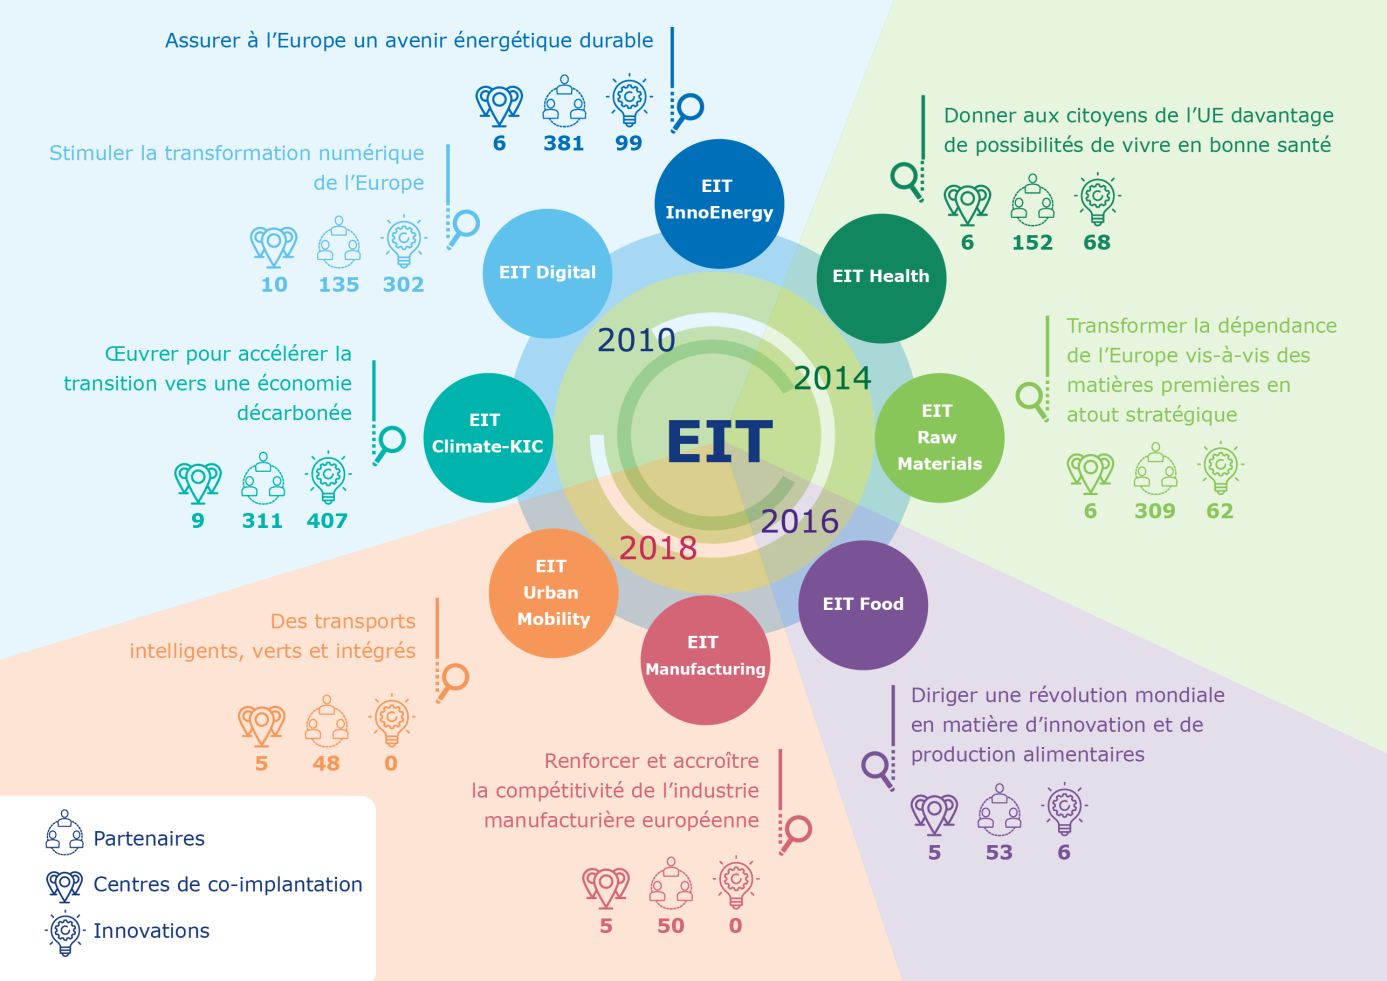 Assurer à l’Europe un avenir énergétique durable
6 381 99
EIT
InnoEnergy
Donner aux citoyens de l’UE davantage
de possibilités de vivre en bonne santé
6 152 68
EIT Health
Stimuler la transformation numérique
de l’Europe
10 135 302
EIT Digital
2010
2014
Transformer la dépendance
de l’Europe vis-à-vis des
matières premières en
atout stratégique
6 309 62
EIT
Raw
Materials
Œuvrer pour accélérer la
transition vers une économie
décarbonée
9 311 407
EIT
Climate-KIC
EIT
2016
2018
EIT
Urban
Mobility
EIT Food
EIT
Manufacturing
Des transports
intelligents, verts et intégrés
5 48 0
Diriger une révolution mondiale
en matière d’innovation et de
production alimentaires
5 53 6
Renforcer et accroître
la compétitivité de l’industrie
manufacturière européenne
5 50 0
Partenaires
Centres de co-implantation
Innovations